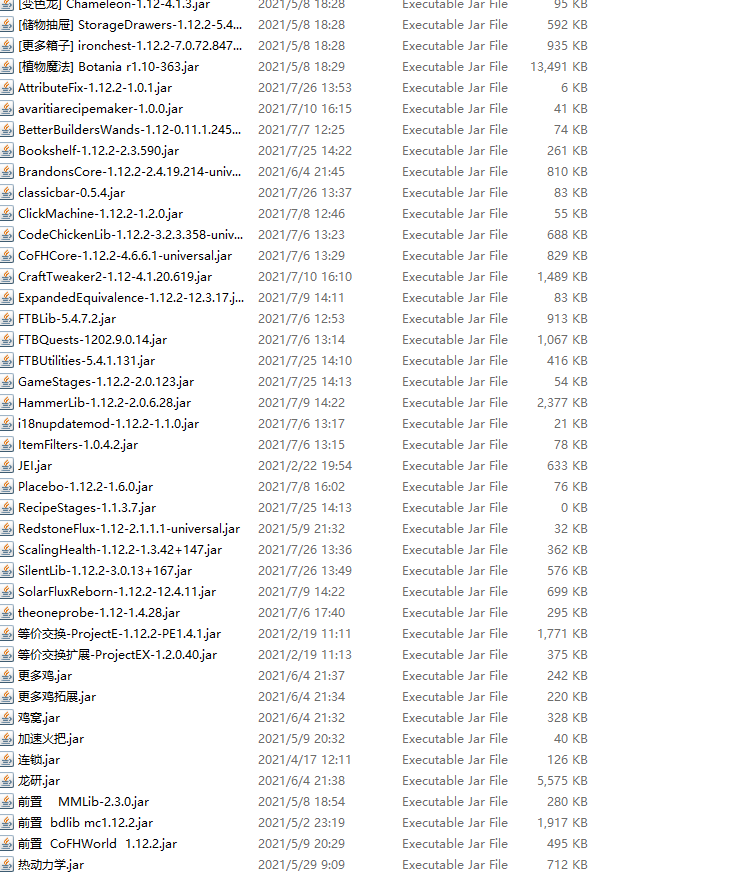 [变色龙] Chameleon-1.12-4.1.3.jar 2021/5/8 18:28 Executable Jar File 95 KB
[储物抽屉] StorageDrawers-1.12.2-5.4... 2021/5/8 18:28 Executable Jar File 592 KB
[更多箱子] ironchest-1.12.2-7.0.72.847... 2021/5/8 18:28 Executable Jar File 935 KB
[植物魔法] Botania r1.10-363.jar 2021/5/8 18:29 Executable Jar File 13,491 KB
AttributeFix-1.12.2-1.0.1.jar 2021/7/26 13:53 Executable Jar File 6 KB
avaritiarecipemaker-1.0.0.jar 2021/7/10 16:15 Executable Jar File 41 KB
BetterBuildersWands-1.12-0.11.1.245... 2021/7/7 12:25 Executable Jar File 74 KB
Bookshelf-1.12.2-2.3.590.jar 2021/7/25 14:22 Executable Jar File 261 KB
BrandonsCore-1.12.2-2.4.19.214-univ... 2021/6/4 21:45 Executable Jar File 810 KB
classicbar-0.5.4.jar 2021/7/26 13:37 Executable Jar File 83 KB
ClickMachine-1.12.2-1.2.0.jar 2021/7/8 12:46 Executable Jar File 55 KB
CodeChickenLib-1.12.2-3.2.3.358-univ... 2021/7/6 13:23 Executable Jar File 688 KB
CoFHCore-1.12.2-4.6.6.1-universal.jar 2021/7/6 13:29 Executable Jar File 829 KB
CraftTweaker2-1.12-4.1.20.619.jar 2021/7/10 16:10 Executable Jar File 1,489 KB
ExpandedEquivalence-1.12.2-12.3.17.j... 2021/7/9 14:11 Executable Jar File 83 KB
FTBLib-5.4.7.2.jar 2021/7/6 12:53 Executable Jar File 913 KB
FTBQuests-1202.9.0.14.jar 2021/7/6 13:14 Executable Jar File 1,067 KB
FTBUtilities-5.4.1.131.jar 2021/7/25 14:10 Executable Jar File 416 KB
GameStages-1.12.2-2.0.123.jar 2021/7/25 14:13 Executable Jar File 54 KB
HammerLib-1.12.2-2.0.6.28.jar 2021/7/9 14:22 Executable Jar File 2,377 KB
i18nupdatemod-1.12.2-1.1.0.jar 2021/7/6 13:17 Executable Jar File 21 KB
ItemFilters-1.0.4.2.jar 2021/7/6 13:15 Executable Jar File 78 KB
JEI.jar 2021/2/22 19:54 Executable Jar File 633 KB
Placebo-1.12.2-1.6.0.jar 2021/7/8 16:02 Executable Jar File 76 KB
RecipeStages-1.1.3.7.jar 2021/7/25 14:13 Executable Jar File 0 KB
RedstoneFlux-1.12-2.1.1.1-universal.jar 2021/5/9 21:32 Executable Jar File 32 KB
ScalingHealth-1.12.2-1.3.42+147.jar 2021/7/26 13:36 Executable Jar File 362 KB
SilentLib-1.12.2-3.0.13+167.jar 2021/7/26 13:49 Executable Jar File 576 KB
SolarFluxReborn-1.12.2-12.4.11.jar 2021/7/9 14:22 Executable Jar File 699 KB
theoneprobe-1.12-1.4.28.jar 2021/7/6 17:40 Executable Jar File 295 KB
等价交换-ProjectE-1.12.2-PE1.4.1.jar 2021/2/19 11:11 Executable Jar File 1,771 KB
等价交换扩展-ProjectEX-1.2.0.40.jar 2021/2/19 11:13 Executable Jar File 375 KB
更多鸡.jar 2021/6/4 21:37 Executable Jar File 242 KB
更多鸡拓展.jar 2021/6/4 21:34 Executable Jar File 220 KB
鸡窝.jar 2021/6/4 21:32 Executable Jar File 328 KB
加速火把.jar 2021/5/9 20:32 Executable Jar File 40 KB
连锁.jar 2021/4/17 12:11 Executable Jar File 126 KB
龙研.jar 2021/6/4 21:38 Executable Jar File 5,575 KB
前置 MMLib-2.3.0.jar 2021/5/8 18:54 Executable Jar File 280 KB
前置 bdlib mc1.12.2.jar 2021/5/2 23:19 Executable Jar File 1,917 KB
前置 CoFHWorld 1.12.2.jar 2021/5/9 20:29 Executable Jar File 495 KB
热动力学.jar 2021/5/29 9:09 Executable Jar File 712 KB